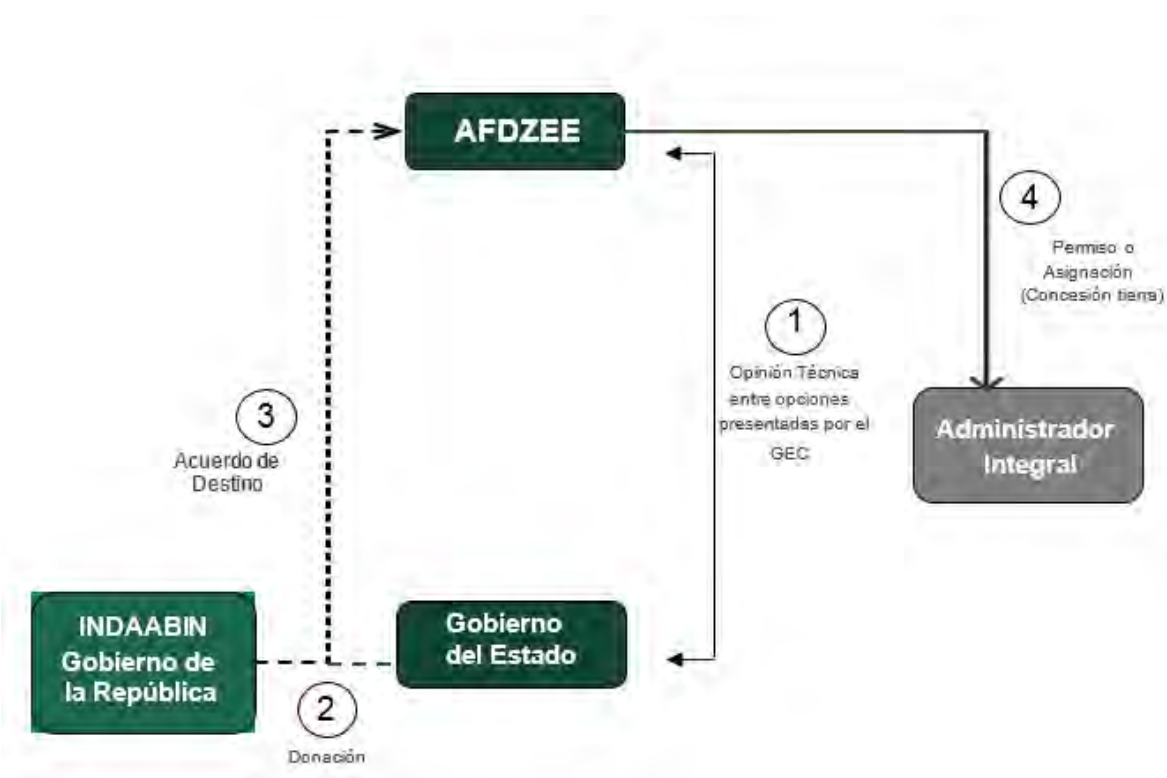 AFDZEE
4
Permiso o
Asignación
(Concesión tierra)
1
Opinión Técnica
entre opciones
presentadas por el
GEC
Administrador
Integral
3
Acuerdo de
Destino
INDAABIN
Gobierno de
la República
Gobierno
del Estado
2
Donación